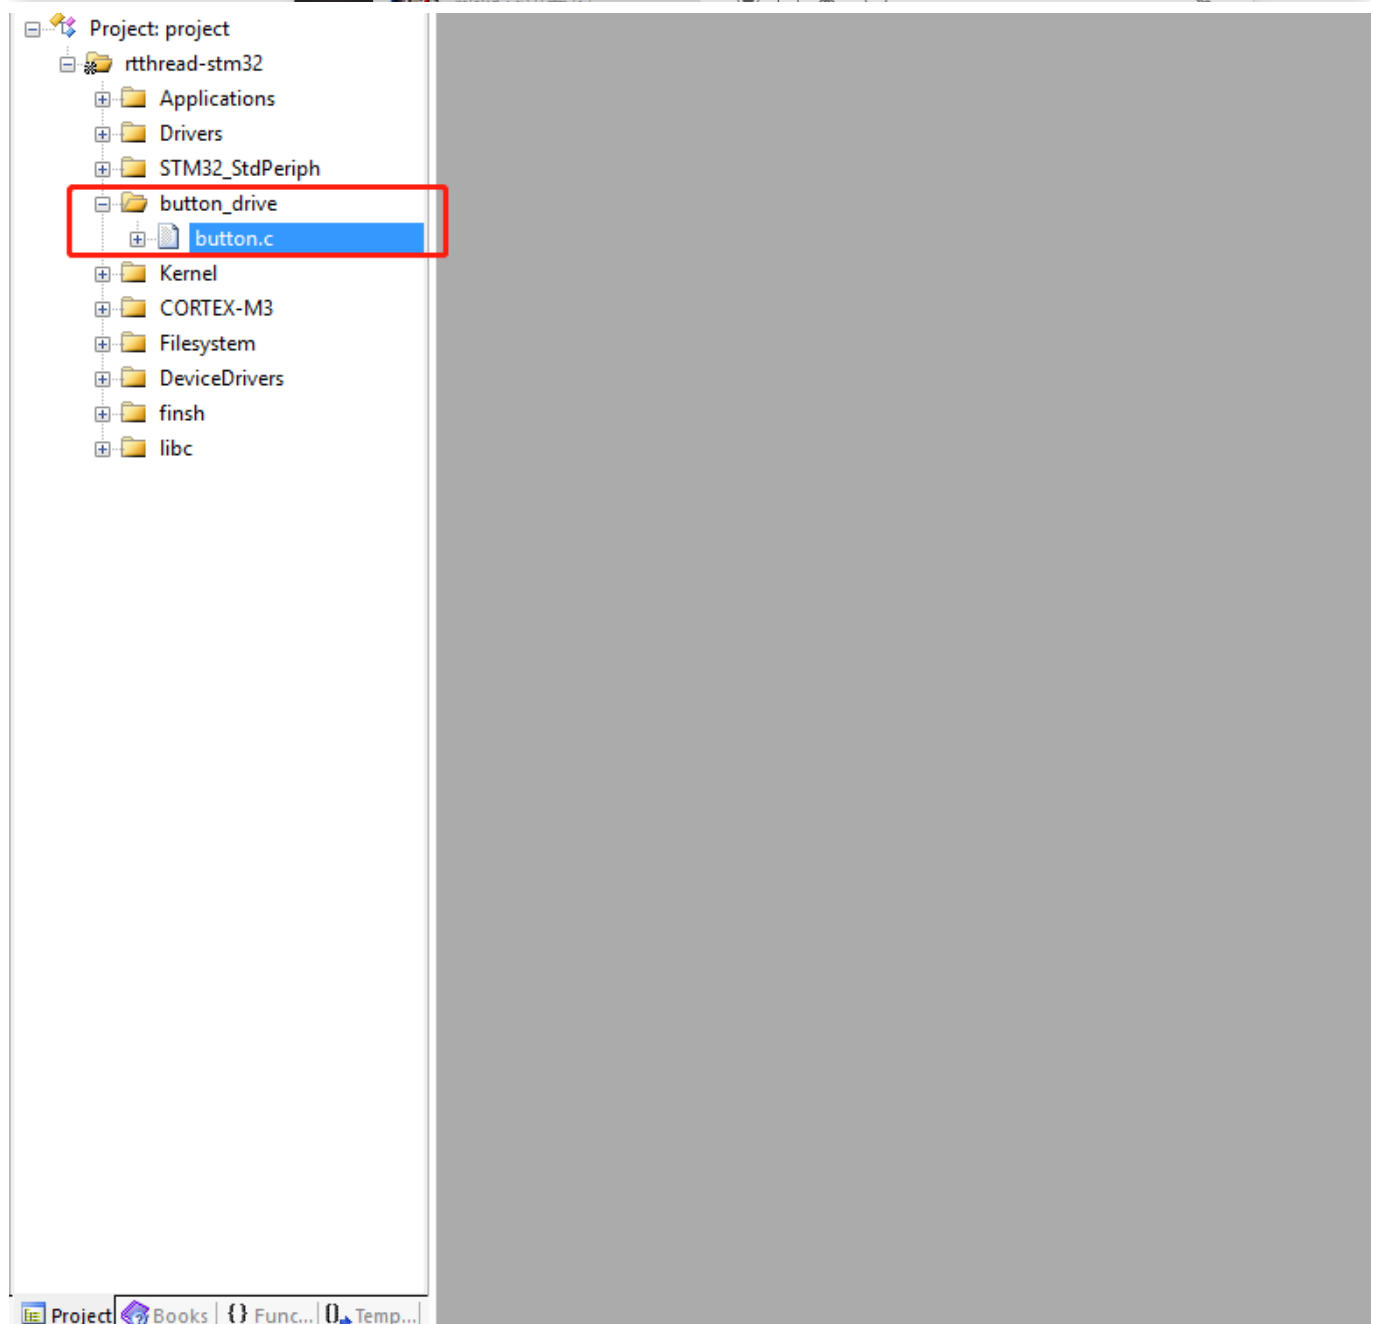 Project: project
rtthread-stm32
Applications
Drivers
STM32_StdPeriph
button_drive
button.c
Kernel
CORTEX-M3
Filesystem
DeviceDrivers
finsh
libc
Project Books {} Func... 0 Temp...